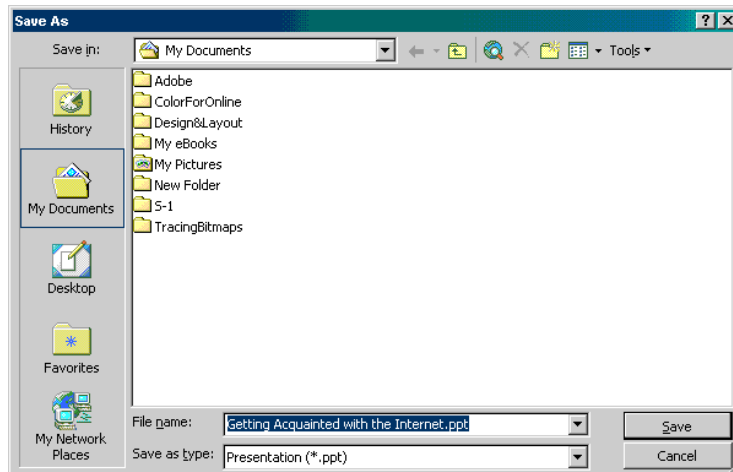 Save As
Save in:
My Documents
Tools
History
My Documents
Desktop
Favorites
My Network
Places
Adobe
ColorForOnline
Design&Layout
My eBooks
My Pictures
New Folder
S-1
TracingBitmaps
File name:
Getting Acquainted with the Internet.ppt
Save
Save as type:
Presentation (*.ppt)
Cancel